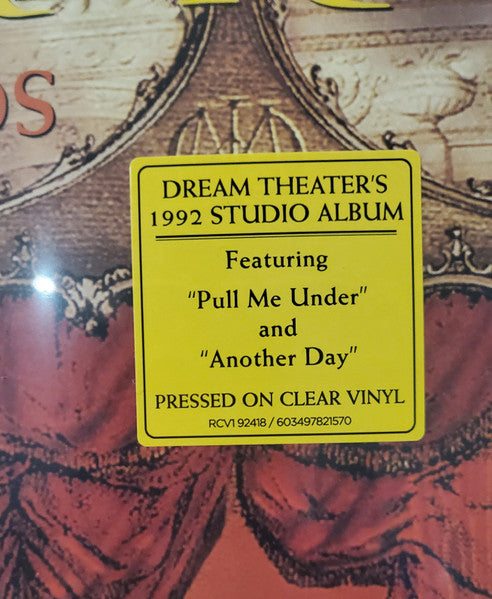 DS
DREAM THEATER'S
1992 STUDIO ALBUM
Featuring
"Pull Me Under"
and
"Another Day"
PRESSED ON CLEAR VINYL
RCV1 92418 / 603497821570